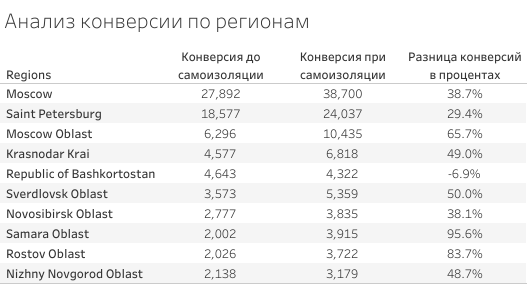 Анализ конверсии по регионам
Regions Конверсия до самоизоляции Конверсия при самоизоляции Разница конверсий в процентах
Moscow 27,892 38,700 38.7%
Saint Petersburg 18,577 24,037 29.4%
Moscow Oblast 6,296 10,435 65.7%
Krasnodar Krai 4,577 6,818 49.0%
Republic of Bashkortostan 4,643 4,322 -6.9%
Sverdlovsk Oblast 3,573 5,359 50.0%
Novosibirsk Oblast 2,777 3,835 38.1%
Samara Oblast 2,002 3,915 95.6%
Rostov Oblast 2,026 3,722 83.7%
Nizhny Novgorod Oblast 2,138 3,179 48.7%